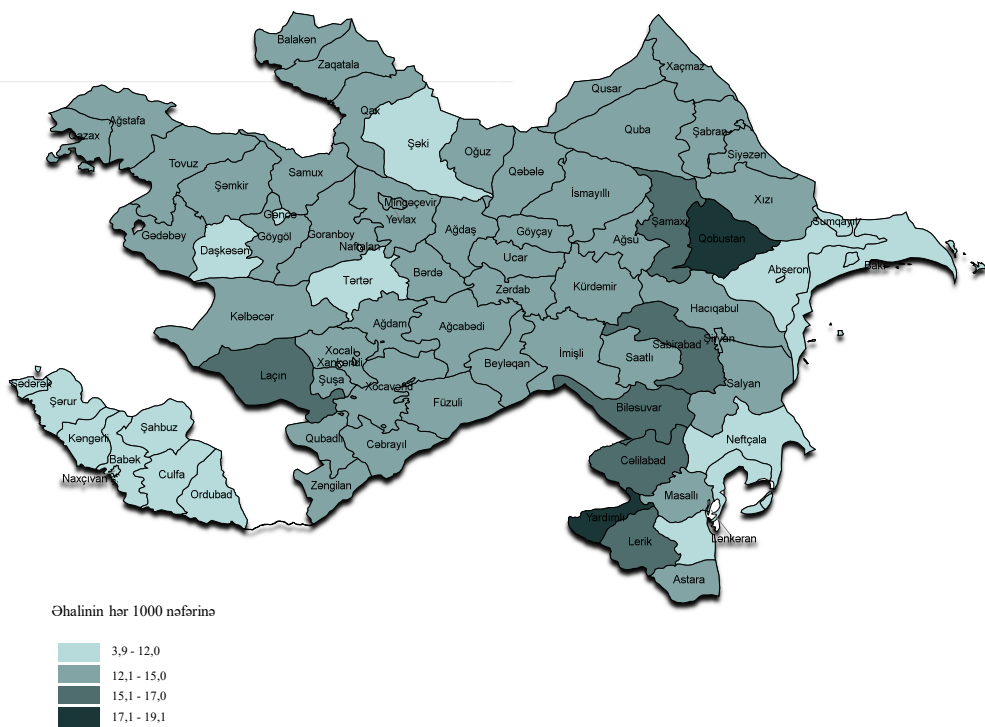 Balakən
Zaqatala
Qax
Şəki
Oğuz
Qəbələ
Qusar
Xaçmaz
Quba
Şabran
Siyəzən
Xızı
Ağstafa
Qazax
Tovuz
Şəmkir
Samux
Gəncə
Gədəbəy
Daşkəsən
Göygöl
Goranboy
Naftalan
Mingəçevir
Yevlax
Ağdaş
Göyçay
Ucar
İsmayıllı
Ağsu
Şamaxı
Qobustan
Sumqayıt
Abşeron
Bakı
Tərtər
Bərdə
Zərdab
Kürdəmir
Hacıqabul
Kəlbəcər
Ağdam
Ağcabədi
Şirvan
Sabirabad
Saatlı
İmişli
Beyləqan
Xocalı
Xankəndi
Şuşa
Laçın
Xocavənd
Füzuli
Salyan
Biləsuvar
Neftçala
Qubadlı
Cəbrayıl
Zəngilan
Cəlilabad
Masallı
Yardımlı
Lerik
Lənkəran
Astara
Sədərək
Şərur
Kəngərli
Şahbuz
Babək
Naxçıvan
Culfa
Ordubad
Əhalinin hər 1000 nəfərinə
3,9 - 12,0
12,1 - 15,0
15,1 - 17,0
17,1 - 19,1